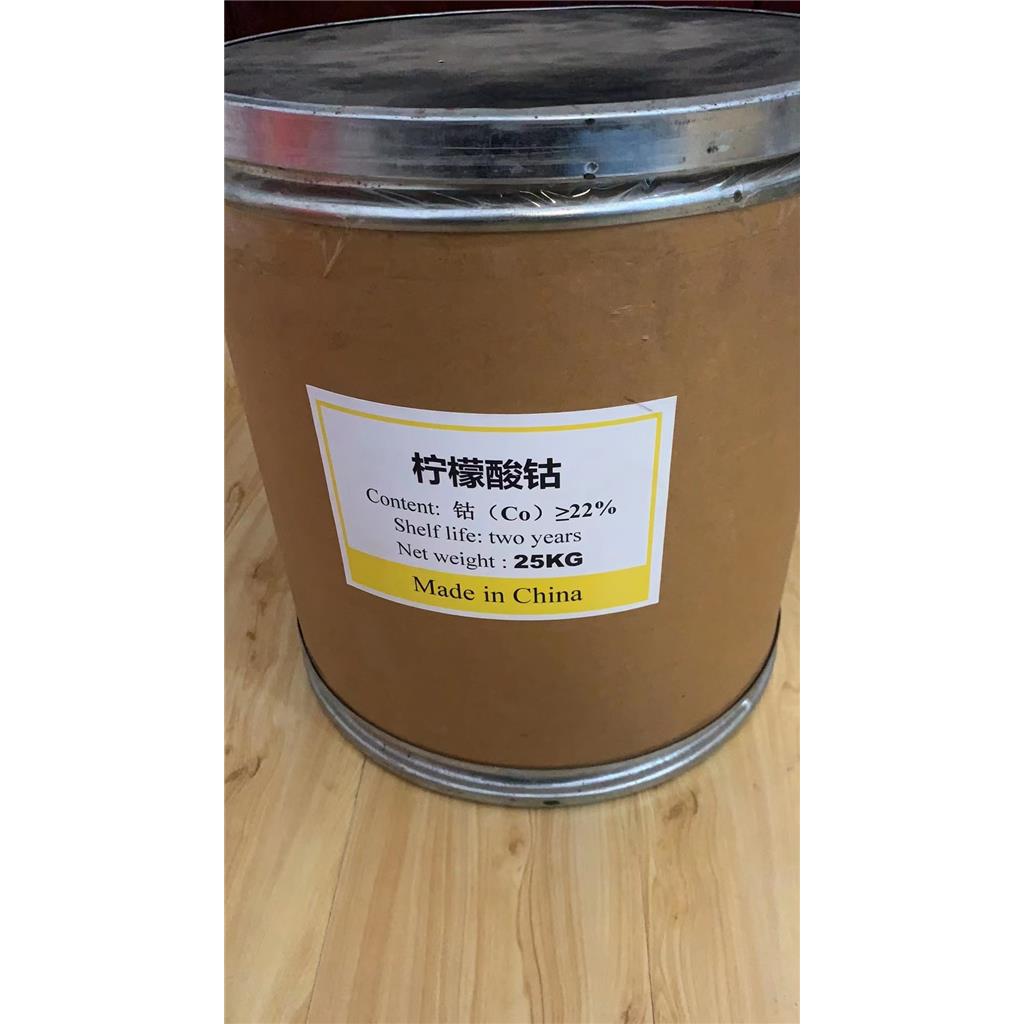 柠檬酸钴
Content: 钴（Co）≥22%
Shelf life: two years
Net weight : 25KG
Made in China